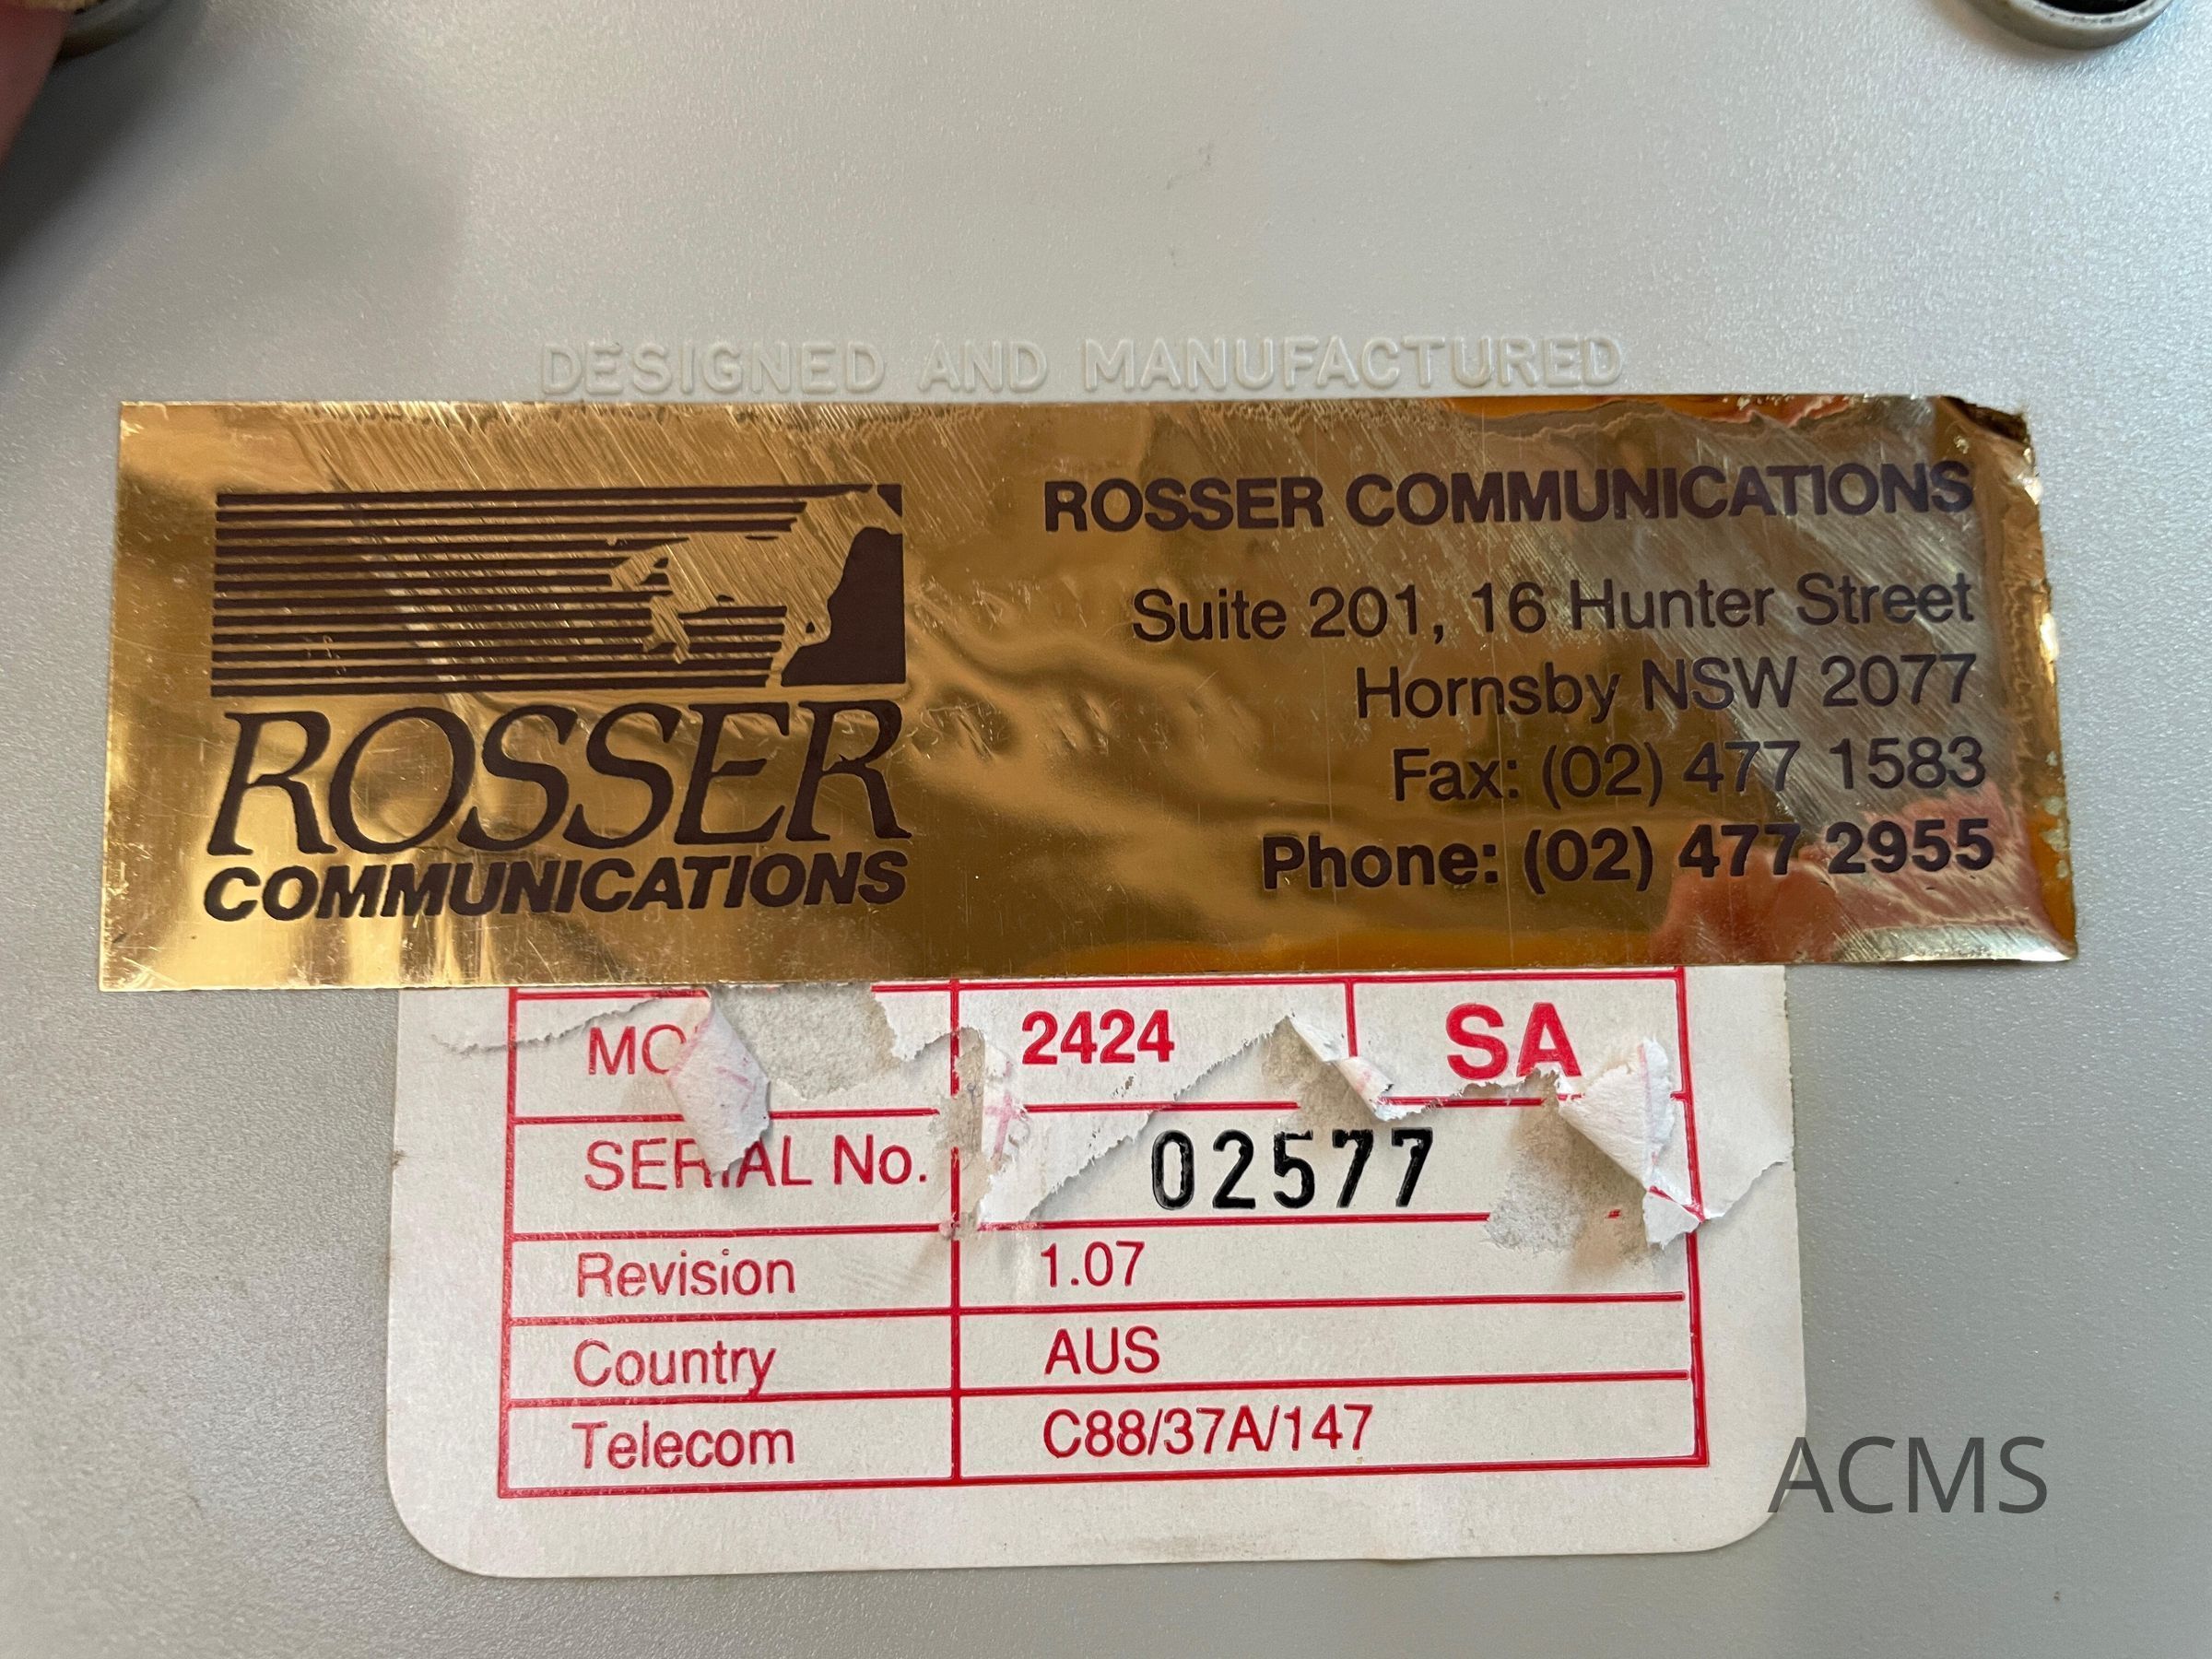 DESIGNED AND MANUFACTURED
ROSSER
COMMUNICATIONS
ROSSER COMMUNICATIONS
Suite 201, 16 Hunter Street
Hornsby NSW 2077
Fax: (02) 477 1583
Phone: (02) 477 2955
2424 SA
SERIAL No. 02577
Revision 1.07
Country AUS
Telecom C88/37A/147
ACMS